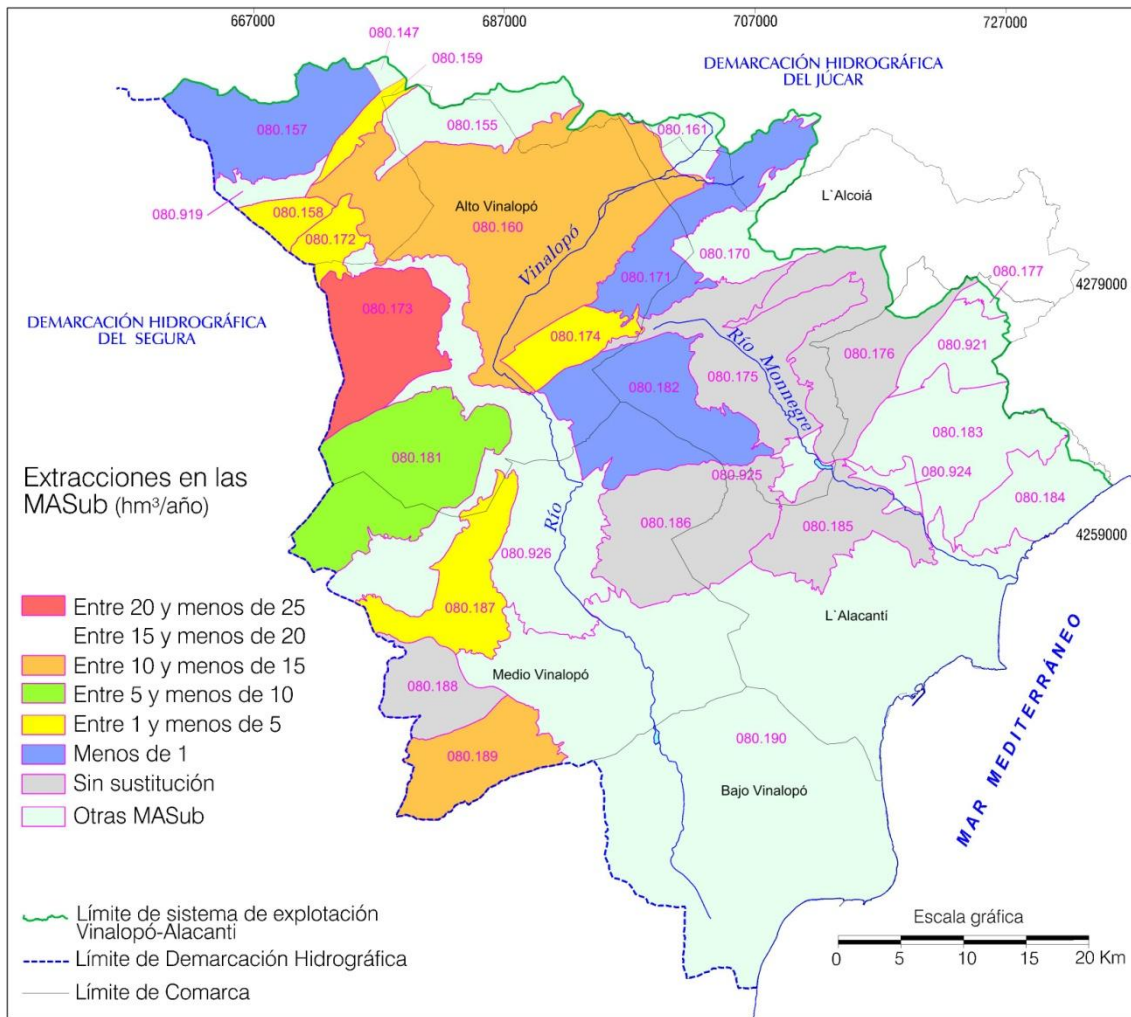 667000
687000
707000
727000
080.147
080.159
DEMARCACIÓN HIDROGRÁFICA
DEL JÚCAR
080.157
080.155
080.161
080.919
080.158
080.172
Alto Vinalopó
080.160
Vinalopó
L`Alcoiá
080.170
080.171
080.177
4279000
DEMARCACIÓN HIDROGRÁFICA
DEL SEGURA
080.173
080.174
Río Monnegre
080.176
080.921
080.175
080.182
080.183
080.181
080.925
080.924
080.184
Extracciones en las
MASub (hm³/año)
Río
080.186
080.185
4259000
080.926
080.187
L`Alacantí
Entre 20 y menos de 25
Entre 15 y menos de 20
Entre 10 y menos de 15
Entre 5 y menos de 10
Entre 1 y menos de 5
Menos de 1
Sin sustitución
Otras MASub
080.188
Medio Vinalopó
080.189
080.190
Bajo Vinalopó
MAR MEDITERRÁNEO
Límite de sistema de explotación
Vinalopó-Alacanti
Límite de Demarcación Hidrográfica
Límite de Comarca
Escala gráfica
0 5 10 15 20 Km